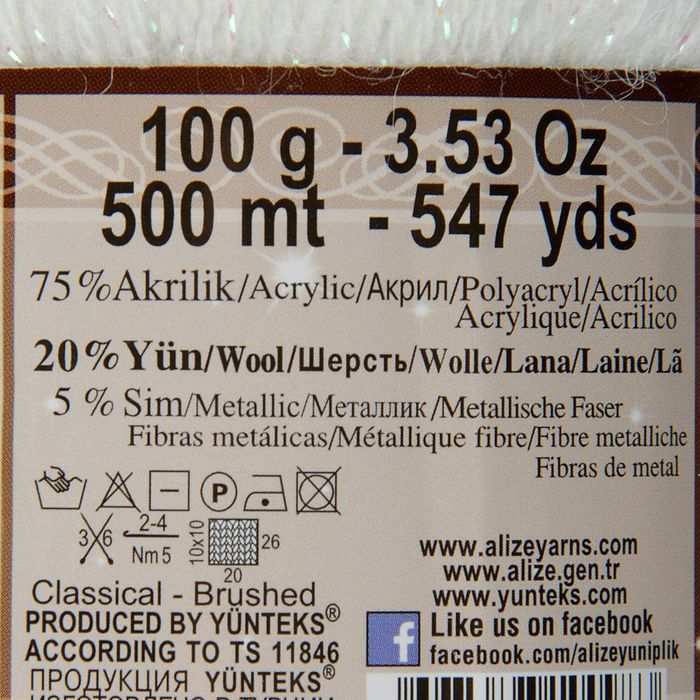 100 g - 3.53 Oz
500 mt - 547 yds
75 % Akrilik/Acrylic/Акрил/Polyacryl/Acrílico
Acrylique/Acrilico
20 % Yün/Wool/Шерсть/Wolle/Lana/Laine/Lã
5 % Sim/Metallic/Металлик/Metallische Faser
Fibras metálicas/Métallique fibre/Fibre metalliche
Fibras de metal
P
3 6
2-4
Nm 5
10x10
26
20
www.alizeyarns.com
www.alize.gen.tr
www.yunteks.com
Classical - Brushed
PRODUCED BY YÜNTEKS®
ACCORDING TO TS 11846
ПРОДУКЦИЯ YÜNTEKS®
ИЗГОТОВЛЕНО В ТУРЦИИ
f
Like us on facebook
facebook.com/alizeyuniplik